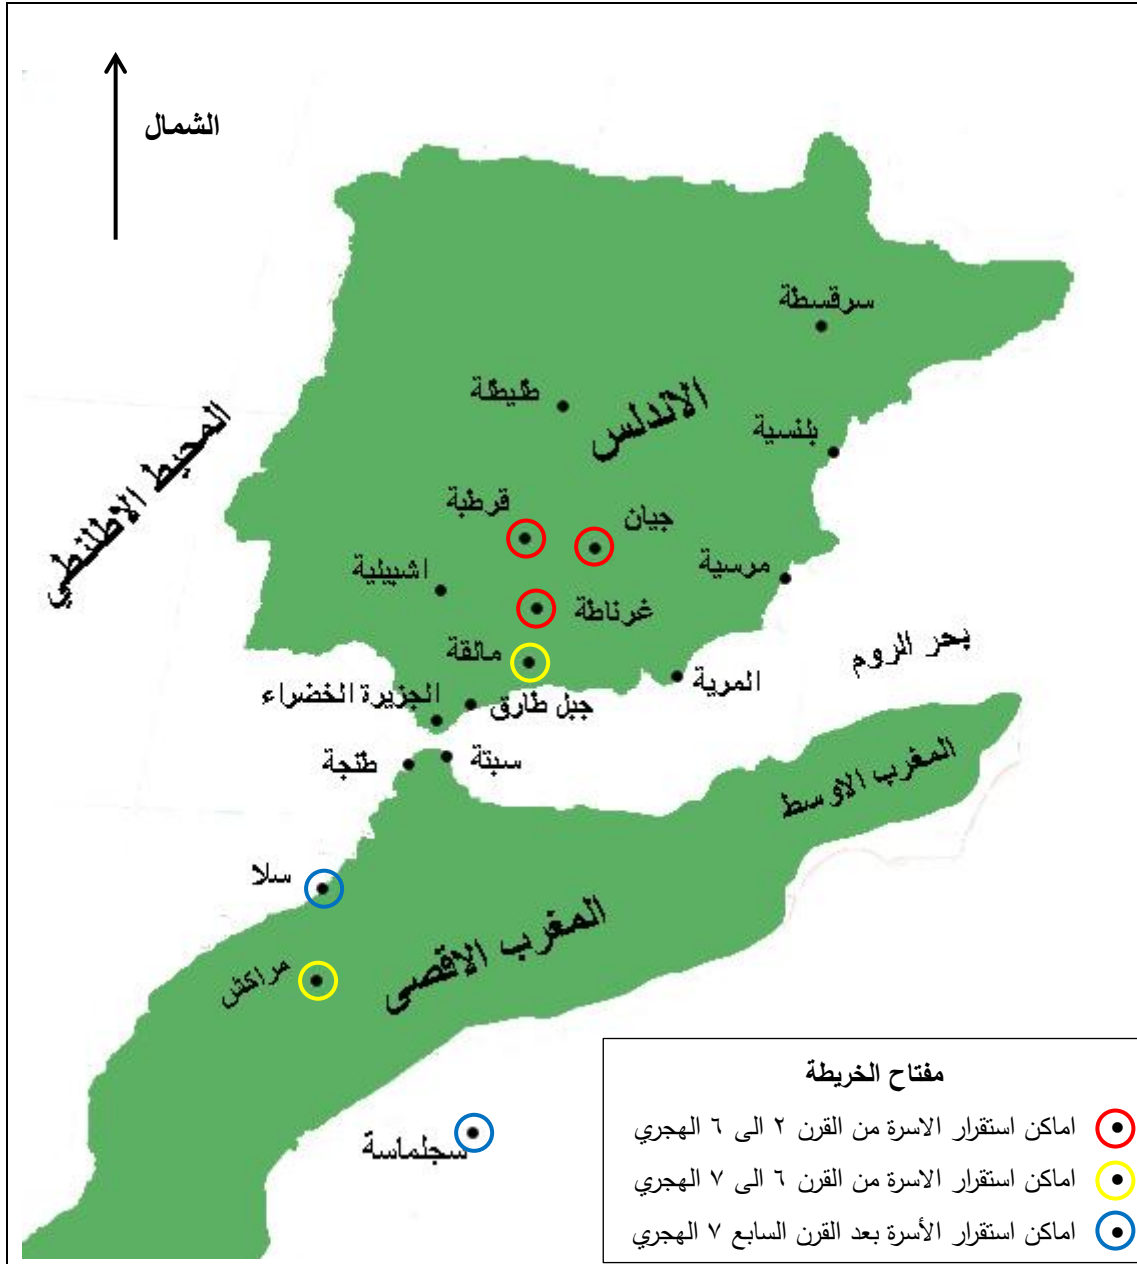 الشمال
سرقسطة
طليطلة
الاندلس
بلنسية
المحيط الاطلنطي
قرطبة
جيان
اشبيلية
مرسية
غرناطة
مالقة
بحر الروم
المرية
الجزيرة الخضراء
جبل طارق
سبتة
طنجة
المغرب الاوسط
سلا
المغرب الاقصى
مراكش
سجلماسة
مفتاح الخريطة
اماكن استقرار الاسرة من القرن ٢ الى ٦ الهجري
اماكن استقرار الاسرة من القرن ٦ الى ٧ الهجري
اماكن استقرار الأسرة بعد القرن السابع ٧ الهجري